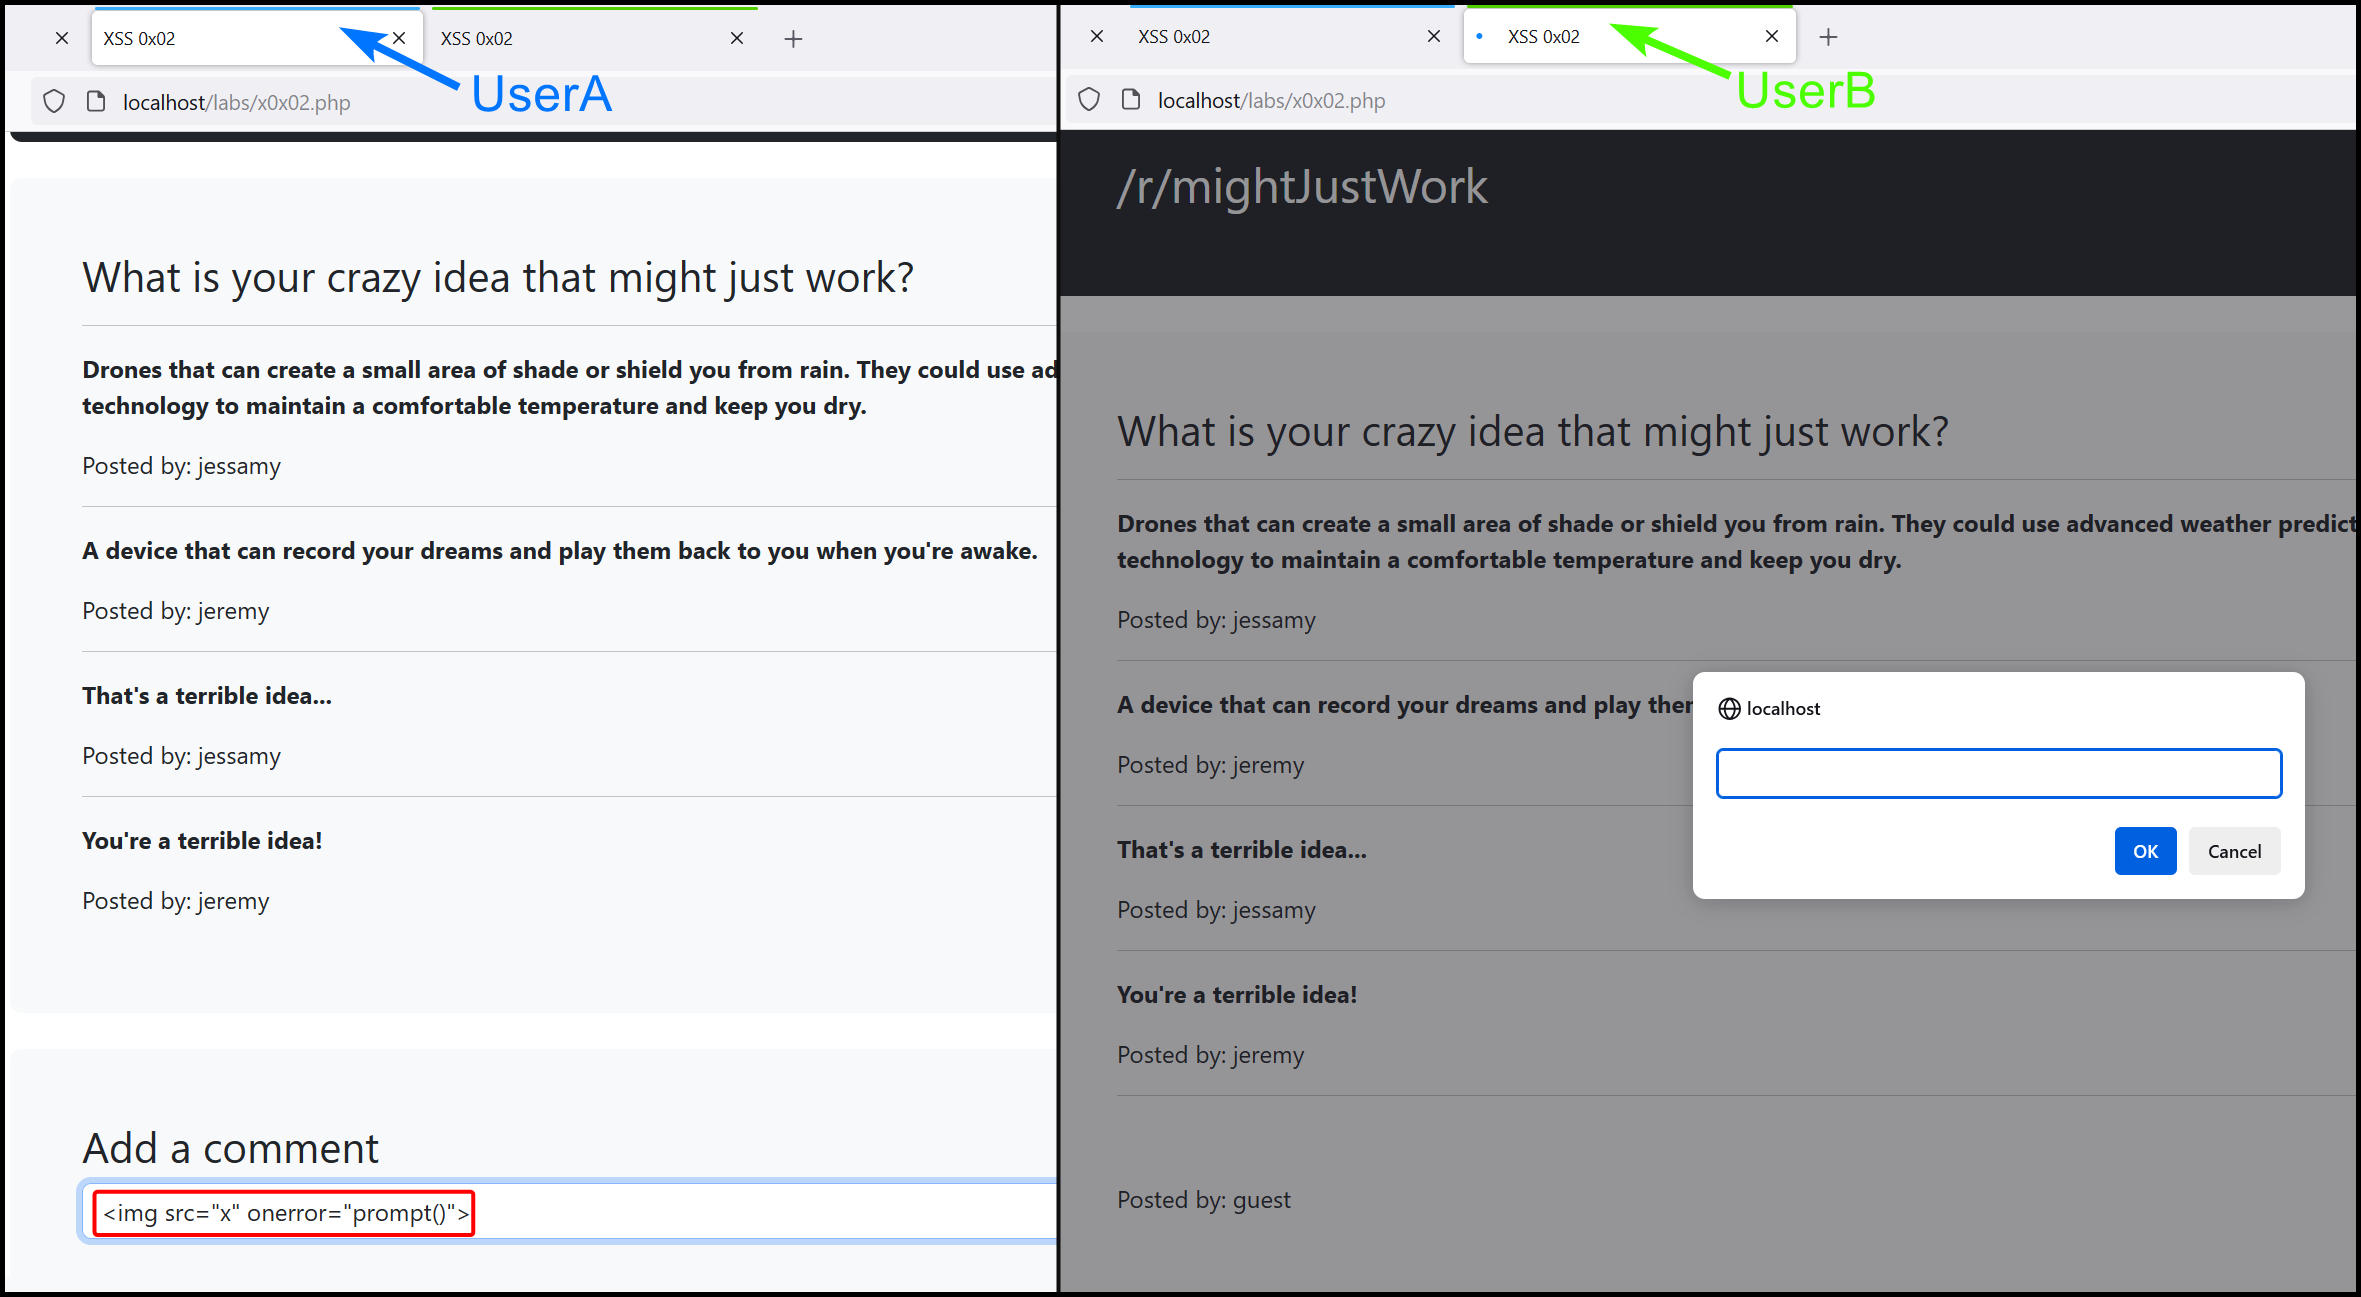 XSS 0x02
XSS 0x02
UserA
localhost/labs/x0x02.php
What is your crazy idea that might just work?
Drones that can create a small area of shade or shield you from rain. They could use ad
technology to maintain a comfortable temperature and keep you dry.
Posted by: jessamy
A device that can record your dreams and play them back to you when you're awake.
Posted by: jeremy
That's a terrible idea...
Posted by: jessamy
You're a terrible idea!
Posted by: jeremy
Add a comment
<img src="x" onerror="prompt()">
XSS 0x02
XSS 0x02
UserB
localhost/labs/x0x02.php
/r/mightJustWork
What is your crazy idea that might just work?
Drones that can create a small area of shade or shield you from rain. They could use advanced weather predict
technology to maintain a comfortable temperature and keep you dry.
Posted by: jessamy
A device that can record your dreams and play ther
Posted by: jeremy
That's a terrible idea...
Posted by: jessamy
You're a terrible idea!
Posted by: jeremy
Posted by: guest
localhost
OK
Cancel